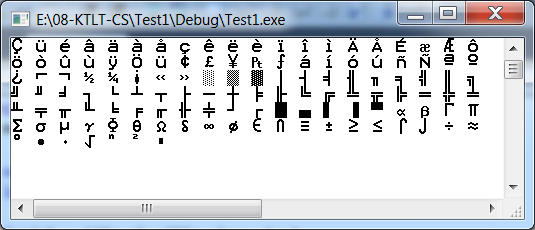 E:\08-KTLT-CS\Test1\Debug\Test1.exe
Ç ü é â ä à å ç ê ë è ï î ì Ä Å É æ Æ ô
ö ò û ù ÿ Ö Ü ¢ £ ¥ ₧ ƒ á í ó ú ñ Ñ ª º
¿ ⌐ ¬ ½ ¼ ¡ « » ░ ▒ ▓ │ ┤ ╡ ╢ ╖ ╕ ╣ ║ ╗
╝ ╜ ╛ ┐ └ ┴ ┬ ├ ─ ┼ ╞ ╟ ╚ ╔ ╩ ╦ ╠ ═ ╬ ╧
╨ ╤ ╥ ╙ ╘ ╒ ╓ ╫ ╪ ┘ ┌ █ ▄ ▌ ▐ ▀ α ß Γ π
Σ σ µ τ Φ Θ Ω δ ∞ φ ε ∩ ≡ ± ≥ ≤ ⌠ ⌡ ÷ ≈
° ∙ · √ ⁿ ² ■